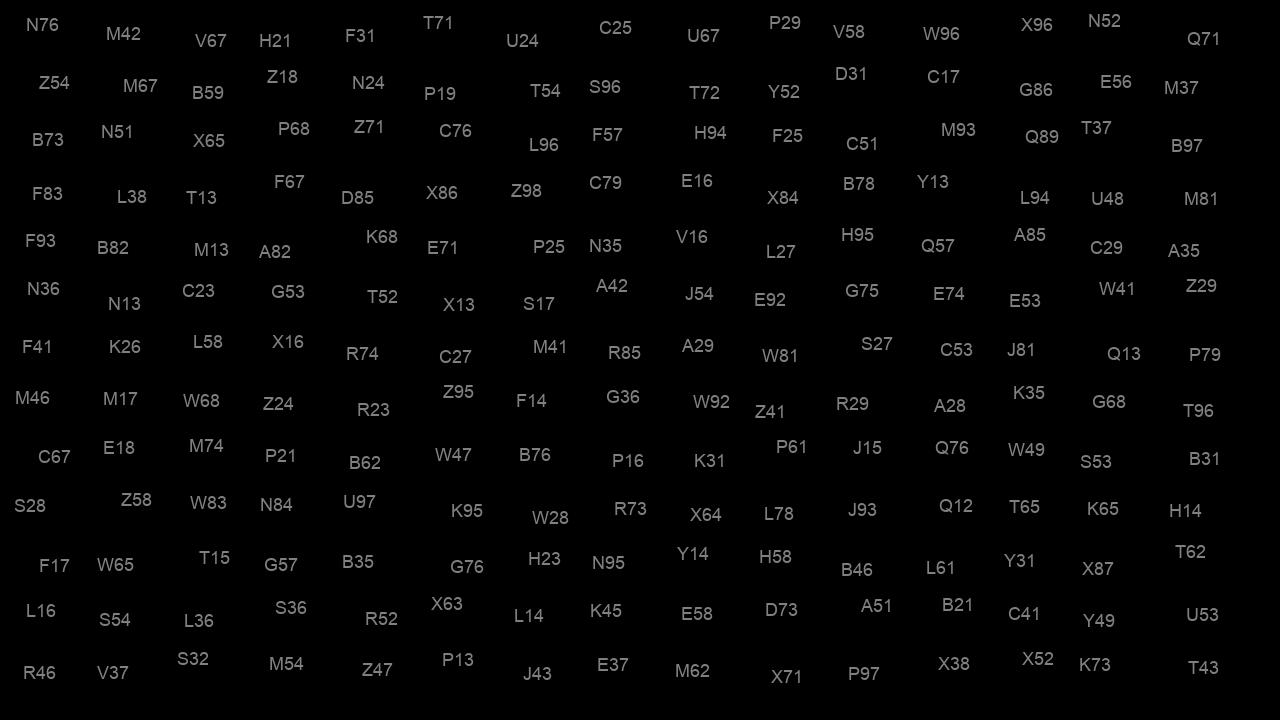 N76 M42 V67 H21 F31 T71 U24 C25 U67 P29 V58 W96 X96 N52 Q71
Z54 M67 B59 Z18 N24 P19 T54 S96 T72 Y52 D31 C17 G86 E56 M37
B73 N51 X65 P68 Z71 C76 L96 F57 H94 F25 C51 M93 Q89 T37 B97
F83 L38 T13 F67 D85 X86 Z98 C79 E16 X84 B78 Y13 L94 U48 M81
F93 B82 M13 A82 K68 E71 P25 N35 V16 L27 H95 Q57 A85 C29 A35
N36 N13 C23 G53 T52 X13 S17 A42 J54 E92 G75 E74 E53 W41 Z29
F41 K26 L58 X16 R74 C27 M41 R85 A29 W81 S27 C53 J81 Q13 P79
M46 M17 W68 Z24 R23 Z95 F14 G36 W92 Z41 R29 A28 K35 G68 T96
C67 E18 M74 P21 B62 W47 B76 P16 K31 P61 J15 Q76 W49 S53 B31
S28 Z58 W83 N84 U97 K95 W28 R73 X64 L78 J93 Q12 T65 K65 H14
F17 W65 T15 G57 B35 G76 H23 N95 Y14 H58 B46 L61 Y31 X87 T62
L16 S54 L36 S36 R52 X63 L14 K45 E58 D73 A51 B21 C41 Y49 U53
R46 V37 S32 M54 Z47 P13 J43 E37 M62 X71 P97 X38 X52 K73 T43